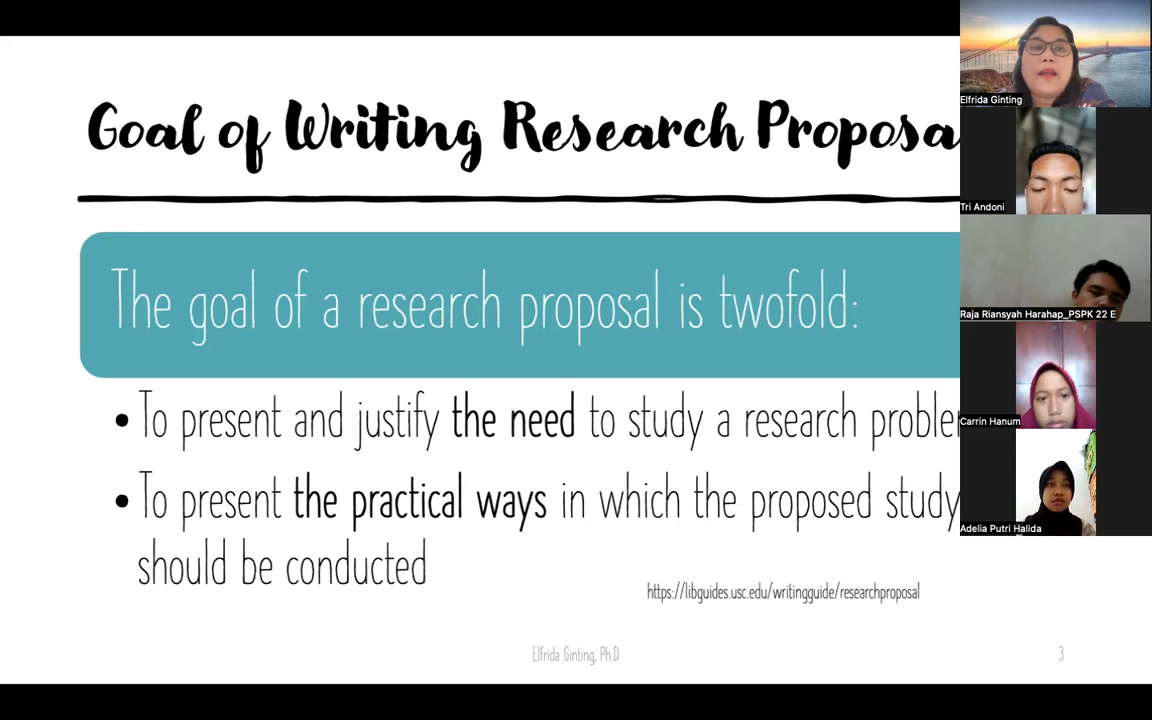 Goal of Writing Research Proposa
The goal of a research proposal is twofold:
• To present and justify the need to study a research problem
• To present the practical ways in which the proposed study
should be conducted
https://libguides.usc.edu/writingguide/researchproposal
Elfrida Ginting, Ph.D
3
Elfrida Ginting
Tri Andoni
Raja Riansyah Harahap_PSPK 22 E
Carrin Hanum
Adelia Putri Halida